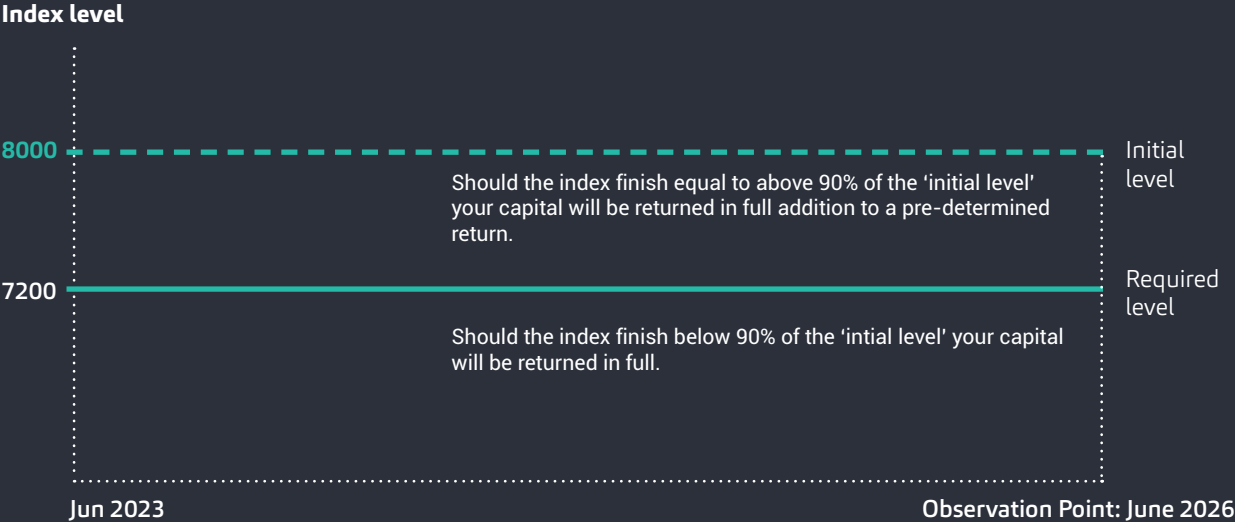 Index level
8000
Initial
level
Should the index finish equal to above 90% of the ‘initial level’
your capital will be returned in full addition to a pre-determined
return.
7200
Required
level
Should the index finish below 90% of the ‘intial level’ your capital
will be returned in full.
Jun 2023
Observation Point: June 2026